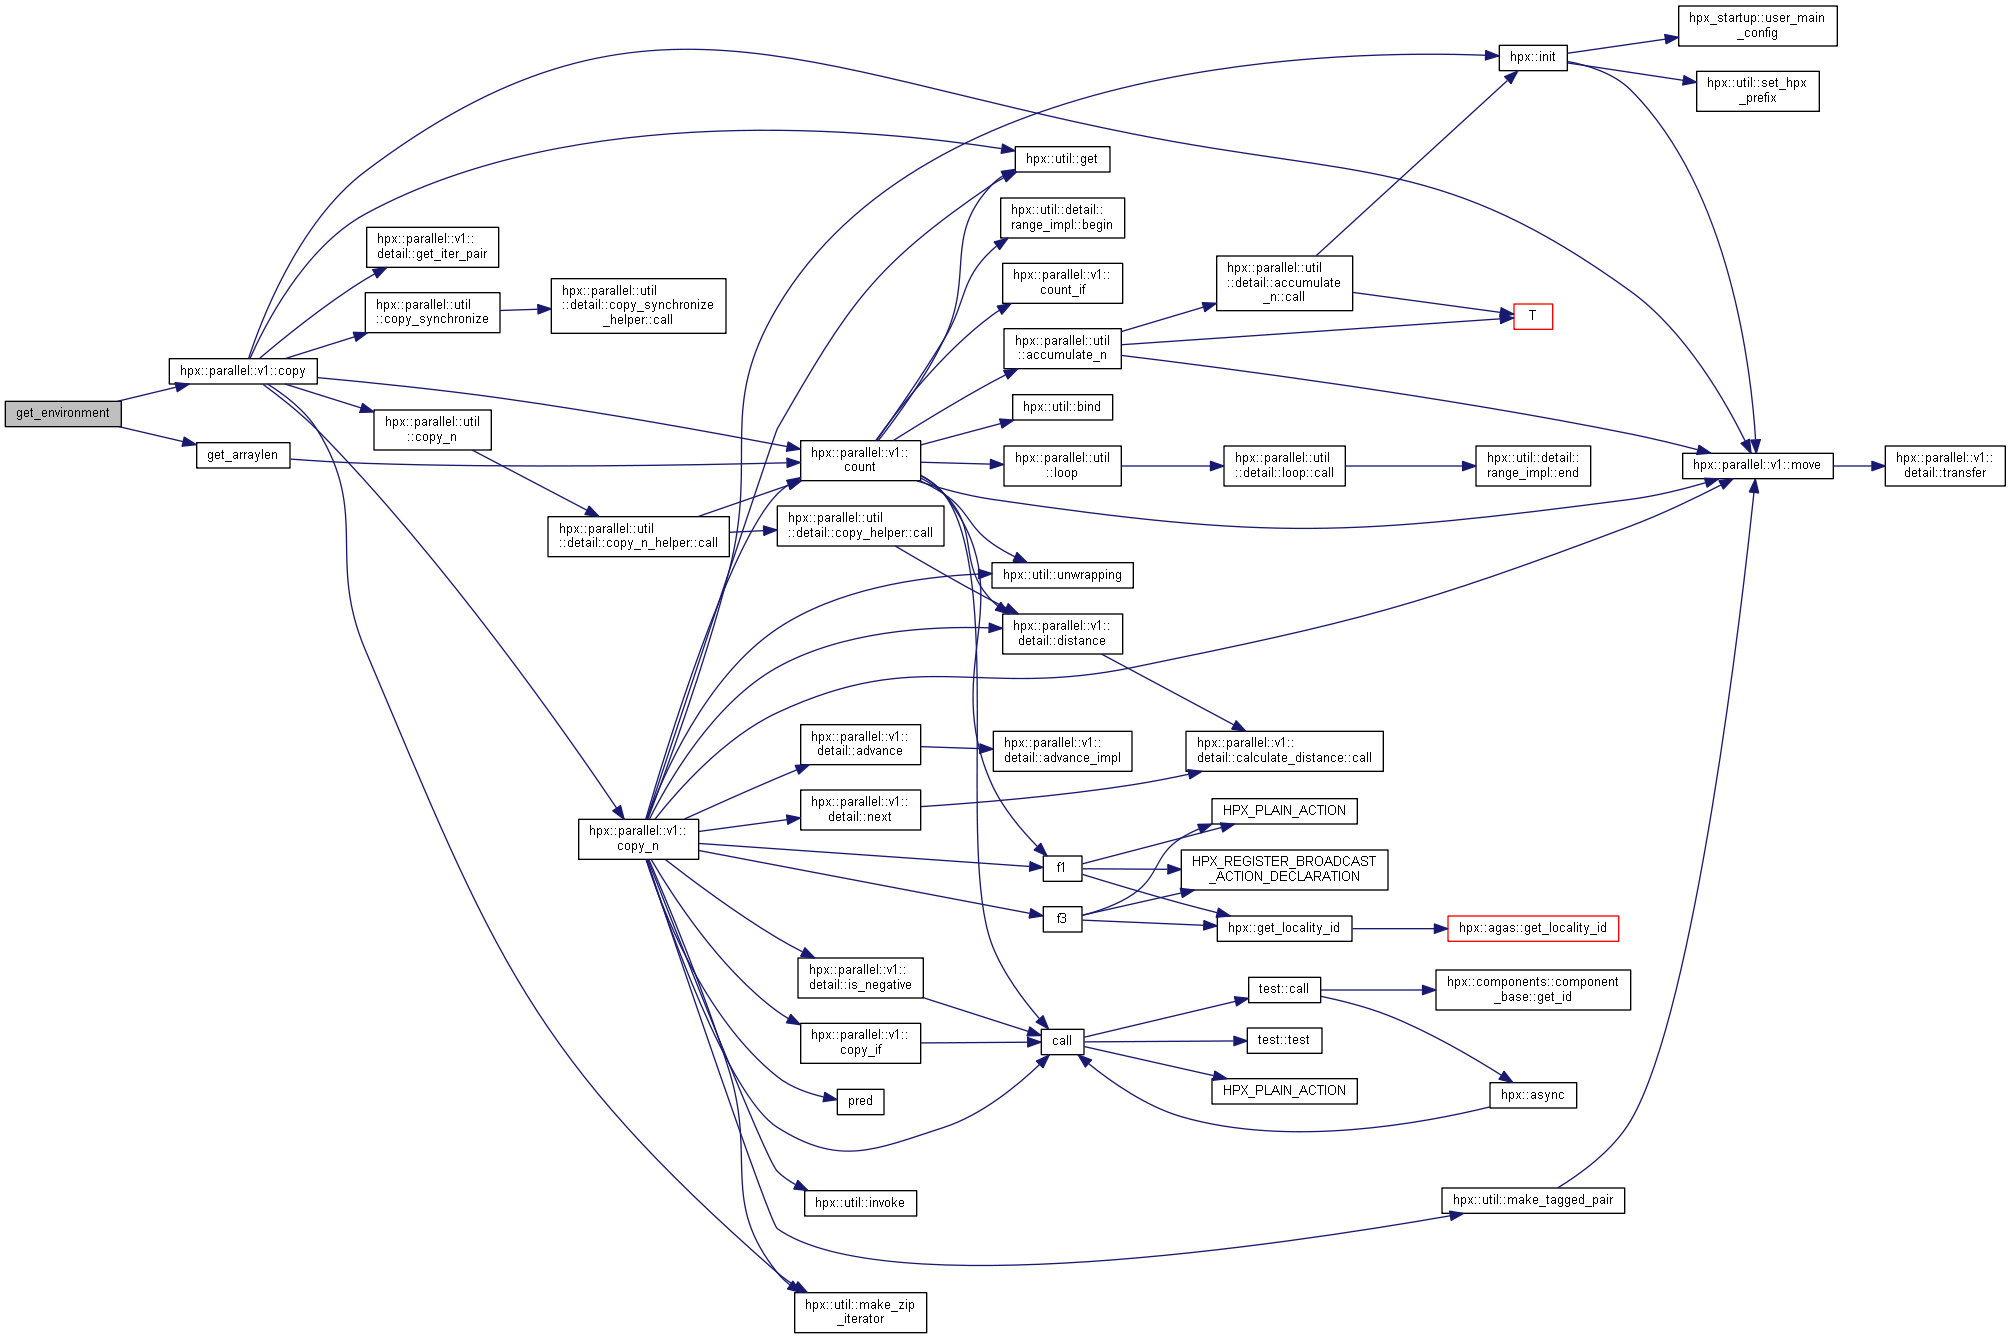 hpx_startup::user_main
_config
hpx::init
hpx::util::set_hpx
_prefix
hpx::util::get
hpx::util::detail::
range_impl::begin
hpx::parallel::v1::
detail::get_iter_pair
hpx::parallel::v1::
count_if
hpx::parallel::util
::detail::accumulate
_n::call
hpx::parallel::util
::copy_synchronize
hpx::parallel::util
::detail::copy_synchronize
_helper::call
T
hpx::parallel::util
::accumulate_n
hpx::parallel::v1::copy
get_environment
hpx::util::bind
hpx::parallel::util
::copy_n
get_arraylen
hpx::parallel::v1::
count
hpx::parallel::util
::loop
hpx::parallel::util
::detail::loop::call
hpx::util::detail::
range_impl::end
hpx::parallel::v1::move
hpx::parallel::v1::
detail::transfer
hpx::parallel::util
::detail::copy_n_helper::call
hpx::parallel::util
::detail::copy_helper::call
hpx::util::unwrapping
hpx::parallel::v1::
detail::distance
hpx::parallel::v1::
detail::advance
hpx::parallel::v1::
detail::advance_impl
hpx::parallel::v1::
detail::calculate_distance::call
hpx::parallel::v1::
detail::next
HPX_PLAIN_ACTION
hpx::parallel::v1::
copy_n
f1
HPX_REGISTER_BROADCAST
_ACTION_DECLARATION
f3
hpx::get_locality_id
hpx::agas::get_locality_id
hpx::parallel::v1::
detail::is_negative
test::call
hpx::components::component
_base::get_id
hpx::parallel::v1::
copy_if
call
test::test
HPX_PLAIN_ACTION
hpx::async
pred
hpx::util::invoke
hpx::util::make_tagged_pair
hpx::util::make_zip
_iterator